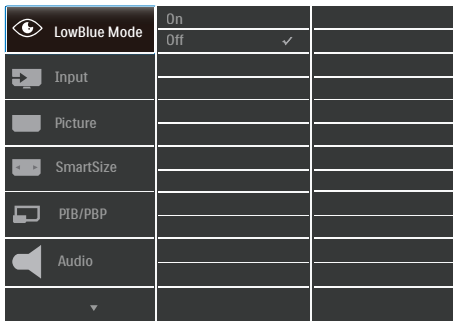 LowBlue Mode
On
Off
Input
Picture
SmartSize
PIB/PBP
Audio